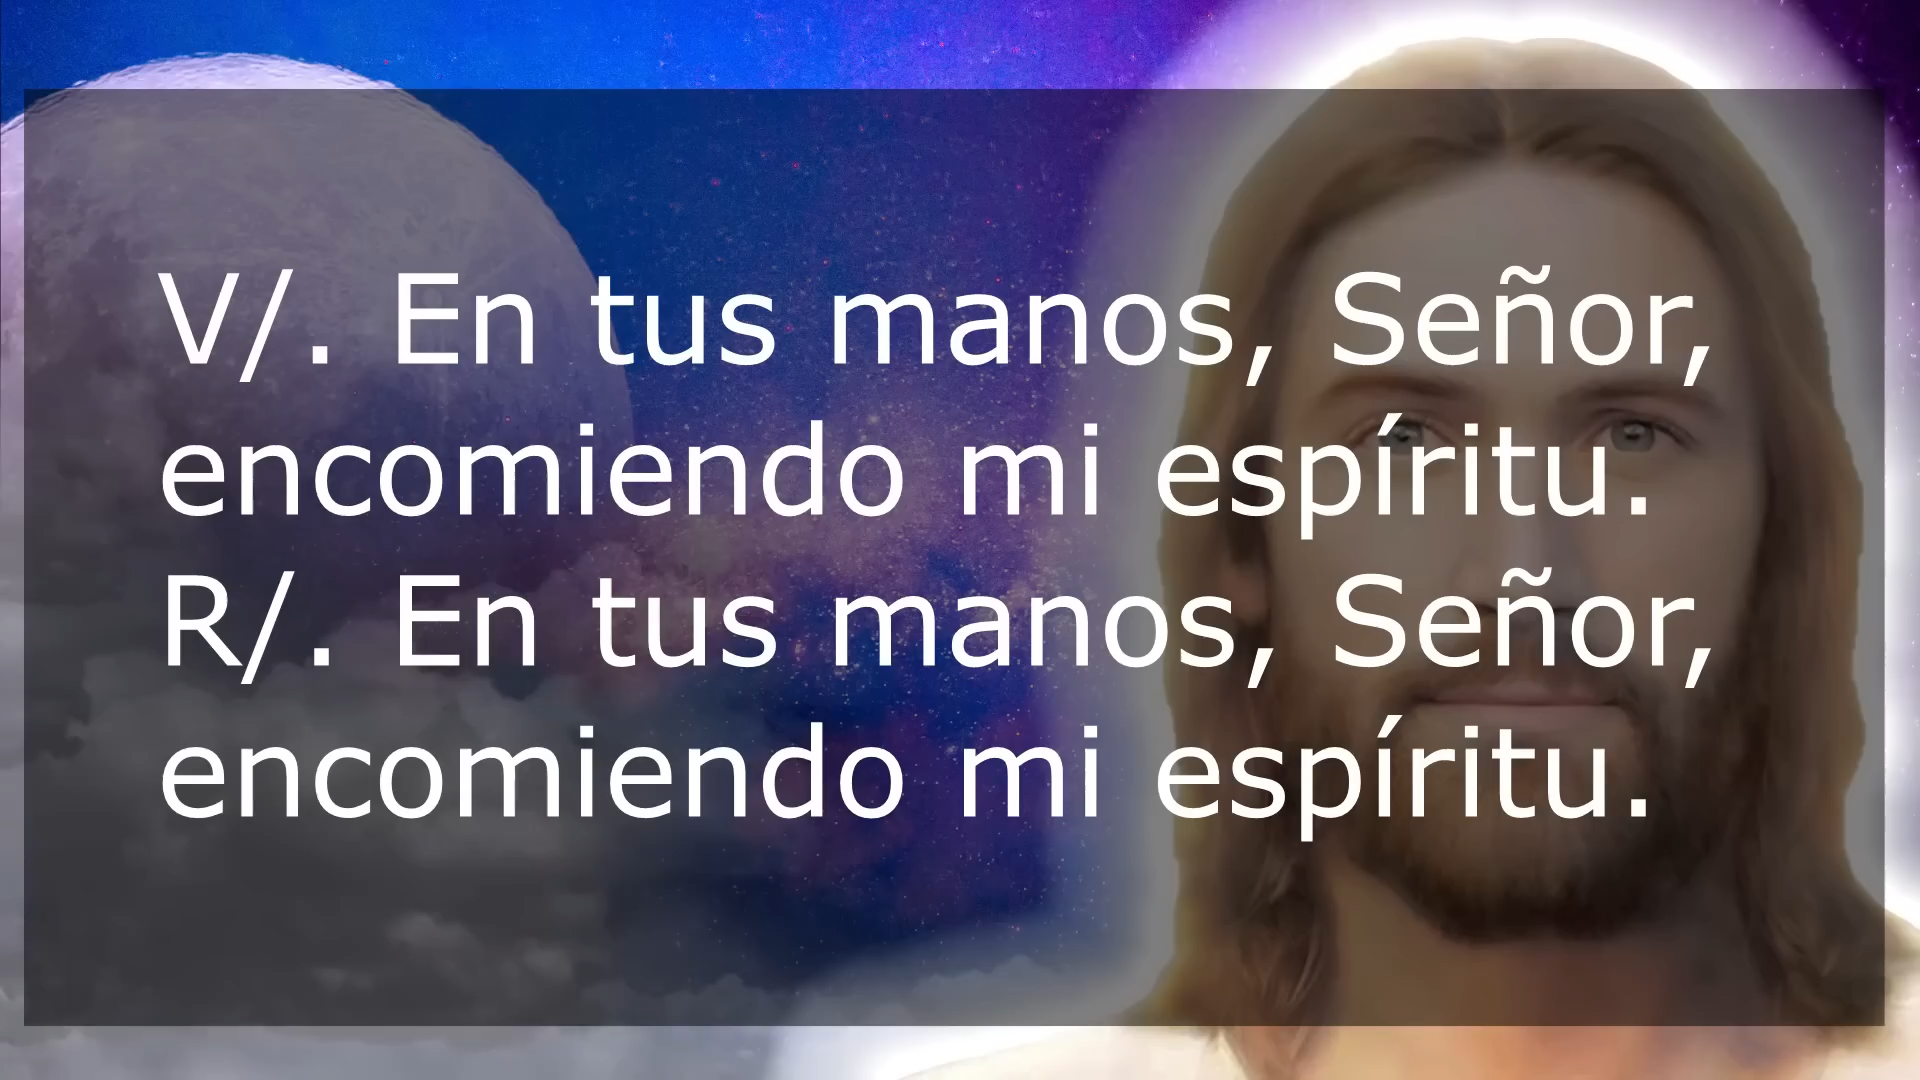 V/. En tus manos, Señor,
encomiendo mi espíritu.
R/. En tus manos, Señor,
encomiendo mi espíritu.